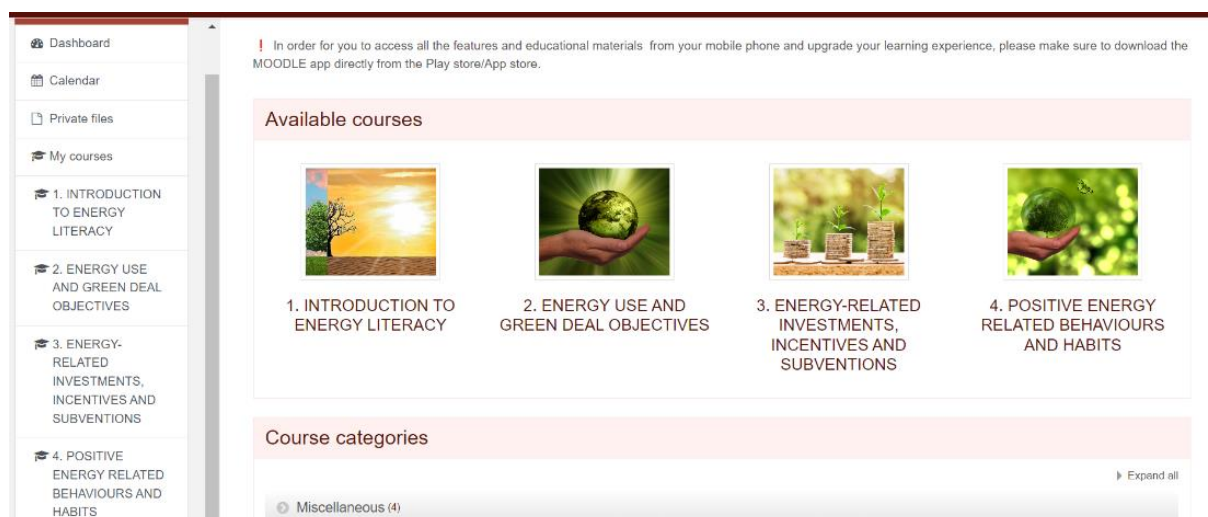 Dashboard
Calendar
Private files
My courses
1. INTRODUCTION
TO ENERGY
LITERACY
2. ENERGY USE
AND GREEN DEAL
OBJECTIVES
3. ENERGY-
RELATED
INVESTMENTS,
INCENTIVES AND
SUBVENTIONS
4. POSITIVE
ENERGY RELATED
BEHAVIOURS AND
HABITS
❗ In order for you to access all the features and educational materials from your mobile phone and upgrade your learning experience, please make sure to download the
MOODLE app directly from the Play store/App store.
Available courses
1. INTRODUCTION TO
ENERGY LITERACY
2. ENERGY USE AND
GREEN DEAL OBJECTIVES
3. ENERGY-RELATED
INVESTMENTS,
INCENTIVES AND
SUBVENTIONS
4. POSITIVE ENERGY
RELATED BEHAVIOURS
AND HABITS
Course categories
Expand all
Miscellaneous (4)